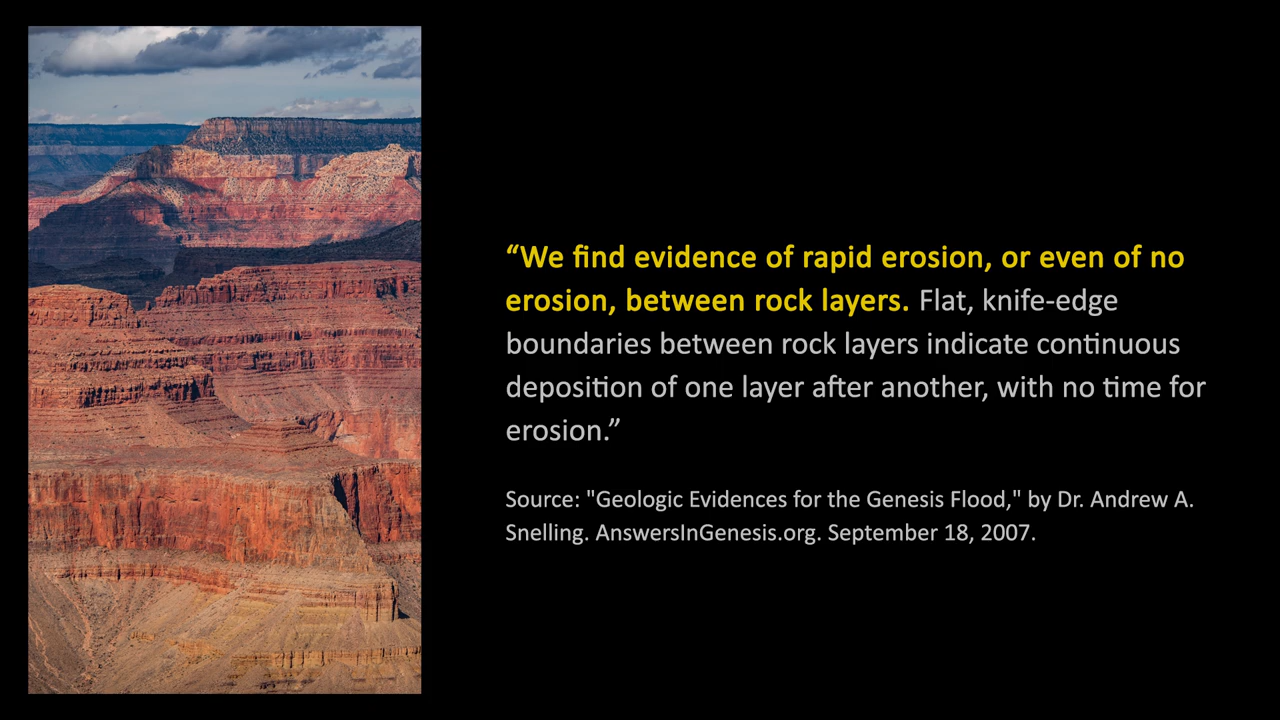 “We find evidence of rapid erosion, or even of no
erosion, between rock layers. Flat, knife-edge
boundaries between rock layers indicate continuous
deposition of one layer after another, with no time for
erosion.”
Source: "Geologic Evidences for the Genesis Flood," by Dr. Andrew A.
Snelling. AnswersInGenesis.org. September 18, 2007.